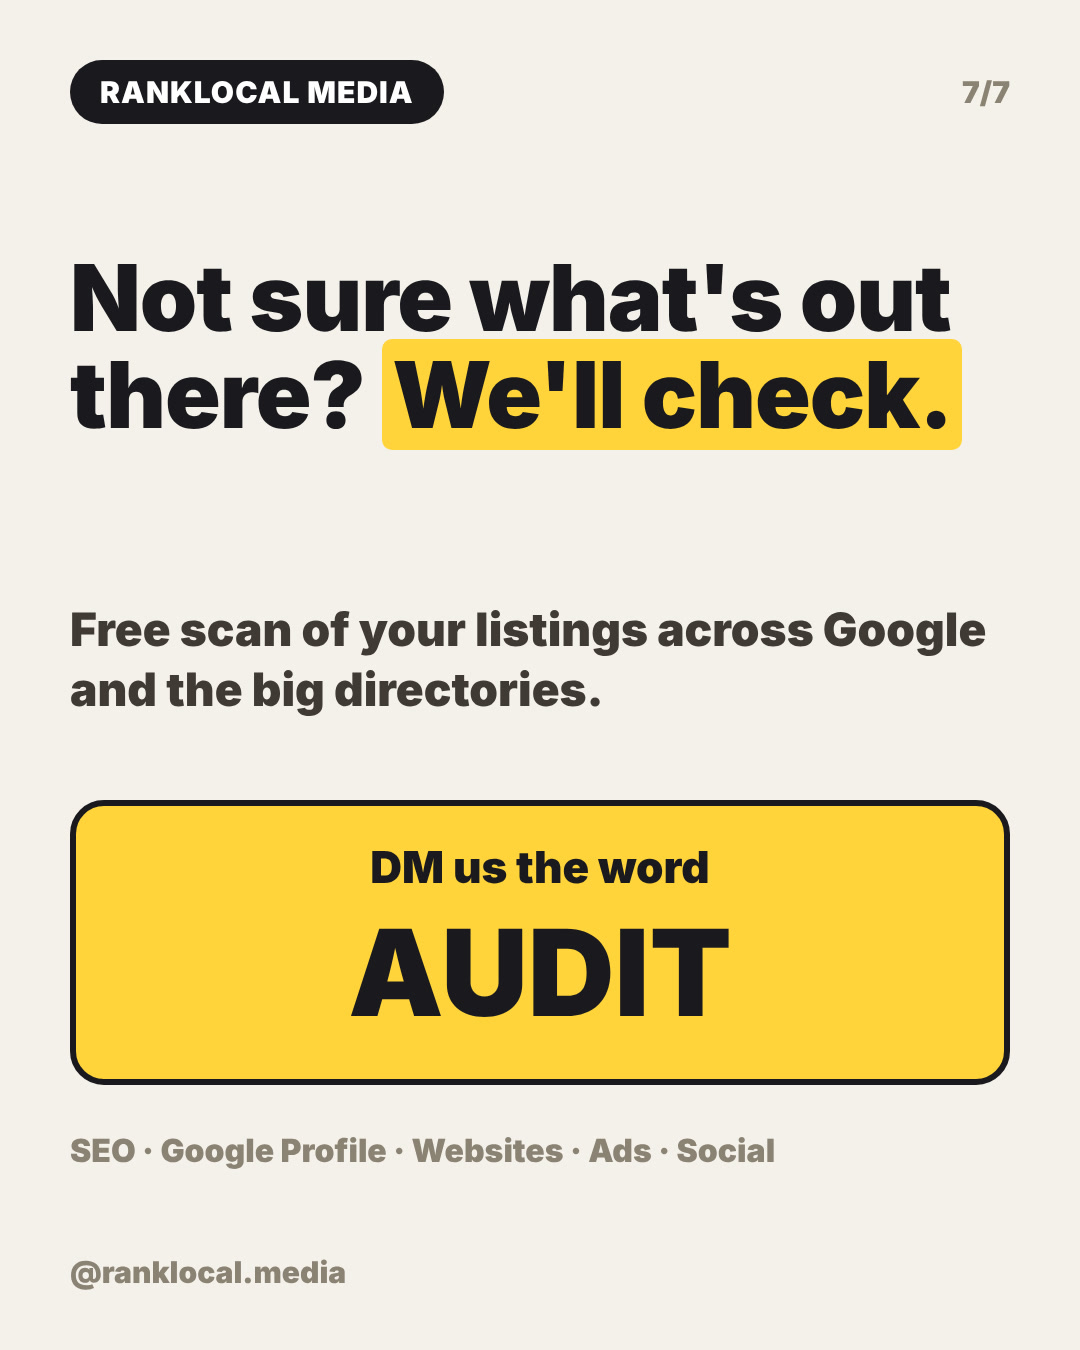 RANKLOCAL MEDIA
7/7
Not sure what's out
there? We'll check.
Free scan of your listings across Google
and the big directories.
DM us the word
AUDIT
SEO · Google Profile · Websites · Ads · Social
@ranklocal.media